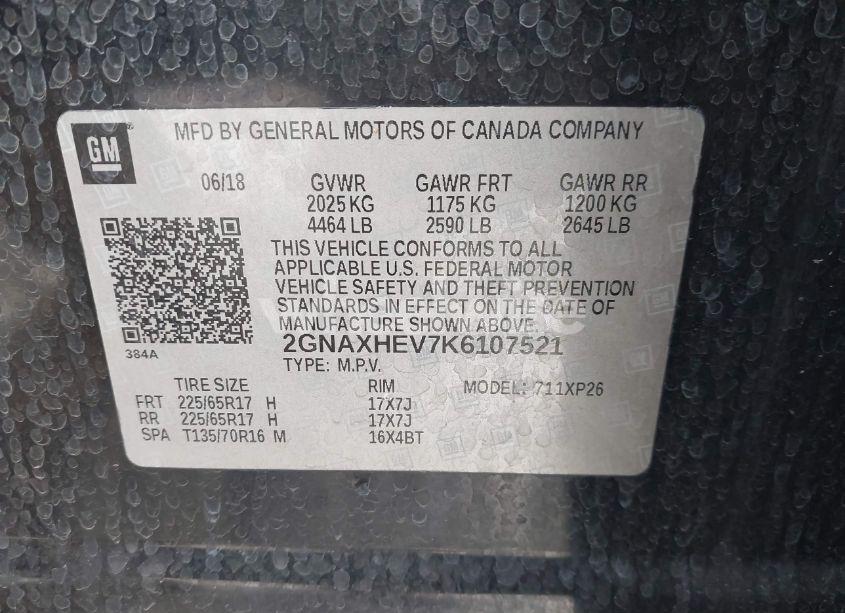 GM
MFD BY GENERAL MOTORS OF CANADA COMPANY
06/18 GVWR GAWR FRT GAWR RR
2025 KG 1175 KG 1200 KG
4464 LB 2590 LB 2645 LB
THIS VEHICLE CONFORMS TO ALL
APPLICABLE U.S. FEDERAL MOTOR
VEHICLE SAFETY AND THEFT PREVENTION
STANDARDS IN EFFECT ON THE DATE OF
MANUFACTURE SHOWN ABOVE.
384A
2GNAXHEV7K6107521
TYPE: M.P.V.
TIRE SIZE RIM MODEL: 711XP26
FRT 225/65R17 H 17X7J
RR 225/65R17 H 17X7J
SPA T135/70R16 M 16X4BT